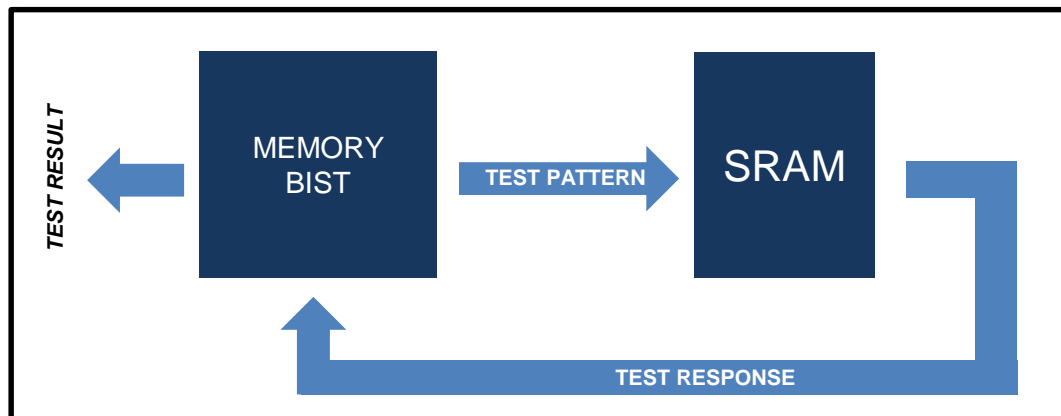 TEST RESULT
MEMORY
BIST
TEST PATTERN
SRAM
TEST RESPONSE